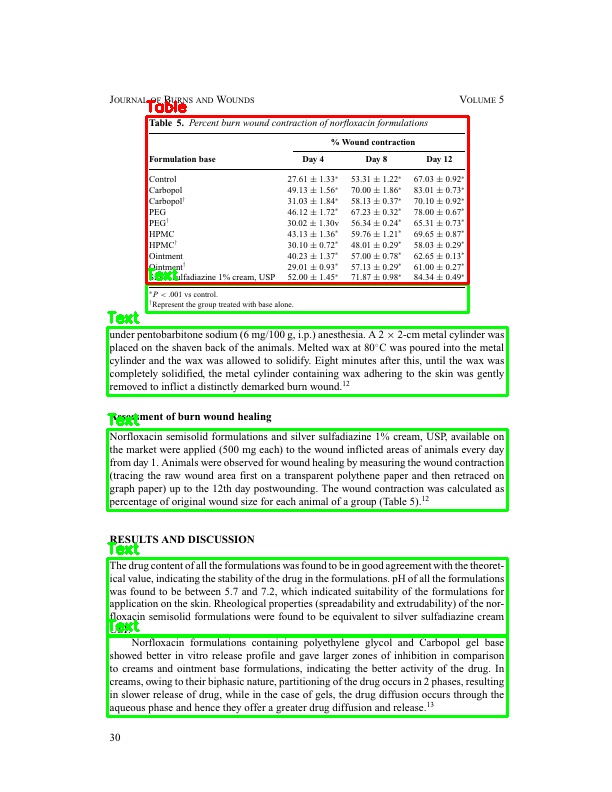 JOURNAL OF BURNS AND WOUNDS VOLUME 5
Table
Table 5. Percent burn wound contraction of norfloxacin formulations
% Wound contraction
Formulation base Day 4 Day 8 Day 12
Control 27.61 ± 1.33* 53.31 ± 1.22* 67.03 ± 0.92*
Carbopol 49.13 ± 1.56* 70.00 ± 1.86* 83.01 ± 0.73*
Carbopol† 31.03 ± 1.84* 58.13 ± 0.37* 70.10 ± 0.92*
PEG 46.12 ± 1.72* 67.23 ± 0.32* 78.00 ± 0.67*
PEG† 30.02 ± 1.30v 56.34 ± 0.24* 65.31 ± 0.73*
HPMC 43.13 ± 1.36* 59.76 ± 1.21* 69.65 ± 0.87*
HPMC† 30.10 ± 0.72* 48.01 ± 0.29* 58.03 ± 0.29*
Ointment 40.23 ± 1.37* 57.00 ± 0.78* 62.65 ± 0.13*
Ointment† 29.01 ± 0.93* 57.13 ± 0.29* 61.00 ± 0.27*
Text
sulfadiazine 1% cream, USP 52.00 ± 1.45* 71.87 ± 0.98* 84.34 ± 0.49*
*P < .001 vs control.
†Represent the group treated with base alone.
Text
under pentobarbitone sodium (6 mg/100 g, i.p.) anesthesia. A 2 × 2-cm metal cylinder was
placed on the shaven back of the animals. Melted wax at 80°C was poured into the metal
cylinder and the wax was allowed to solidify. Eight minutes after this, until the wax was
completely solidified, the metal cylinder containing wax adhering to the skin was gently
removed to inflict a distinctly demarked burn wound.12
Assessment of burn wound healing
Text
Norfloxacin semisolid formulations and silver sulfadiazine 1% cream, USP, available on
the market were applied (500 mg each) to the wound inflicted areas of animals every day
from day 1. Animals were observed for wound healing by measuring the wound contraction
(tracing the raw wound area first on a transparent polythene paper and then retraced on
graph paper) up to the 12th day postwounding. The wound contraction was calculated as
percentage of original wound size for each animal of a group (Table 5).12
RESULTS AND DISCUSSION
Text
The drug content of all the formulations was found to be in good agreement with the theoret-
ical value, indicating the stability of the drug in the formulations. pH of all the formulations
was found to be between 5.7 and 7.2, which indicated suitability of the formulations for
application on the skin. Rheological properties (spreadability and extrudability) of the nor-
floxacin semisolid formulations were found to be equivalent to silver sulfadiazine cream
Text
Norfloxacin formulations containing polyethylene glycol and Carbopol gel base
showed better in vitro release profile and gave larger zones of inhibition in comparison
to creams and ointment base formulations, indicating the better activity of the drug. In
creams, owing to their biphasic nature, partitioning of the drug occurs in 2 phases, resulting
in slower release of drug, while in the case of gels, the drug diffusion occurs through the
aqueous phase and hence they offer a greater drug diffusion and release.13
30